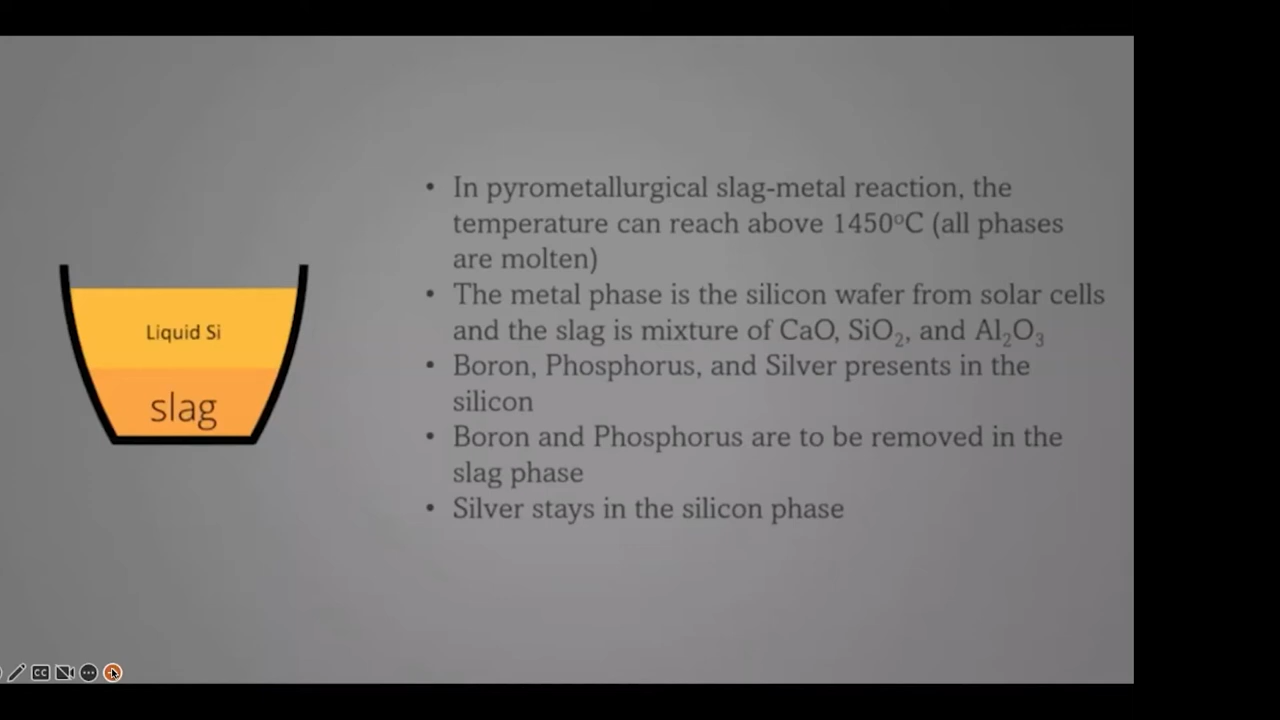 In pyrometallurgical slag-metal reaction, the
temperature can reach above 1450°C (all phases
are molten)
The metal phase is the silicon wafer from solar cells
and the slag is mixture of CaO, SiO₂, and Al₂O₃
Boron, Phosphorus, and Silver presents in the
silicon
Boron and Phosphorus are to be removed in the
slag phase
Silver stays in the silicon phase
Liquid Si
slag
CC